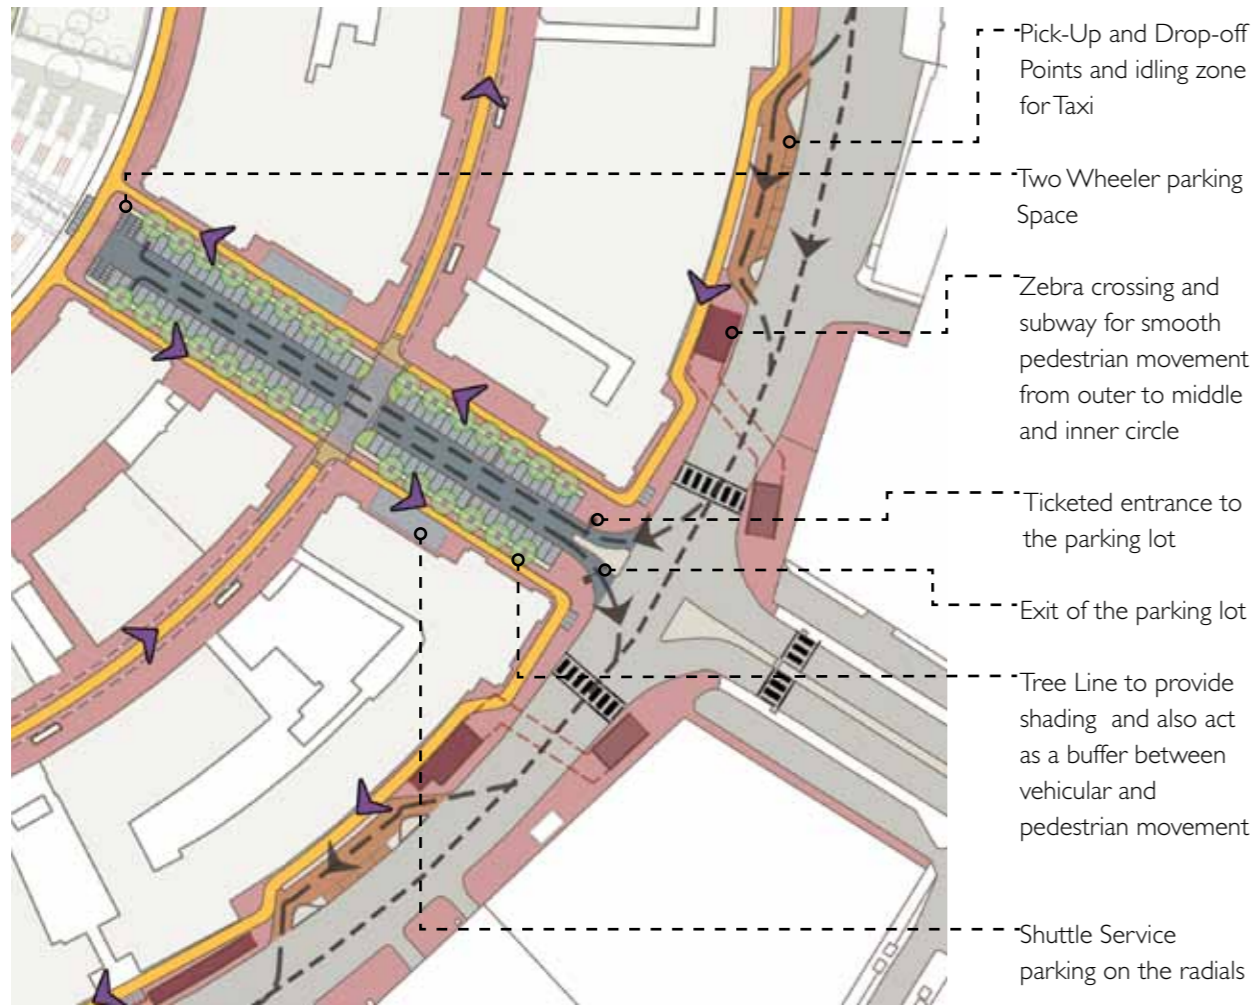 Pick-Up and Drop-off
Points and idling zone
for Taxi
Two Wheeler parking
Space
Zebra crossing and
subway for smooth
pedestrian movement
from outer to middle
and inner circle
Ticketed entrance to
the parking lot
Exit of the parking lot
Tree Line to provide
shading and also act
as a buffer between
vehicular and
pedestrian movement
Shuttle Service
parking on the radials